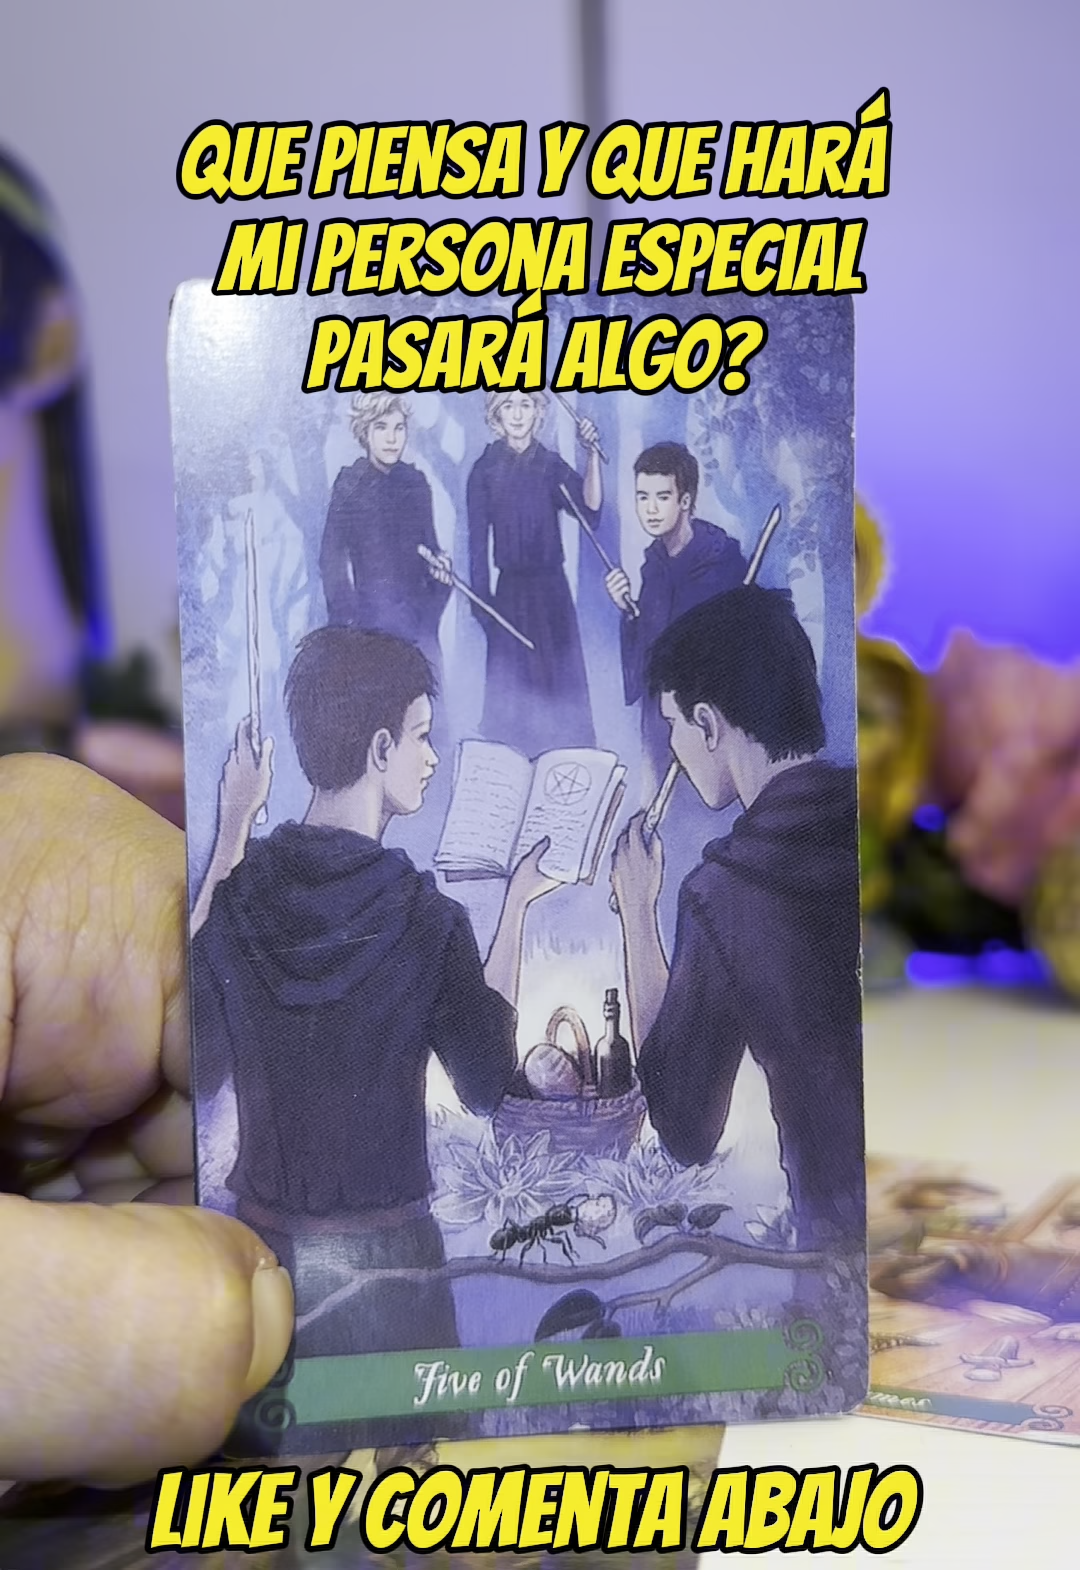 QUE PIENSA Y QUE HARÁ
MI PERSONA ESPECIAL
PASARÁ ALGO?
Five of Wands
LIKE Y COMENTA ABAJO